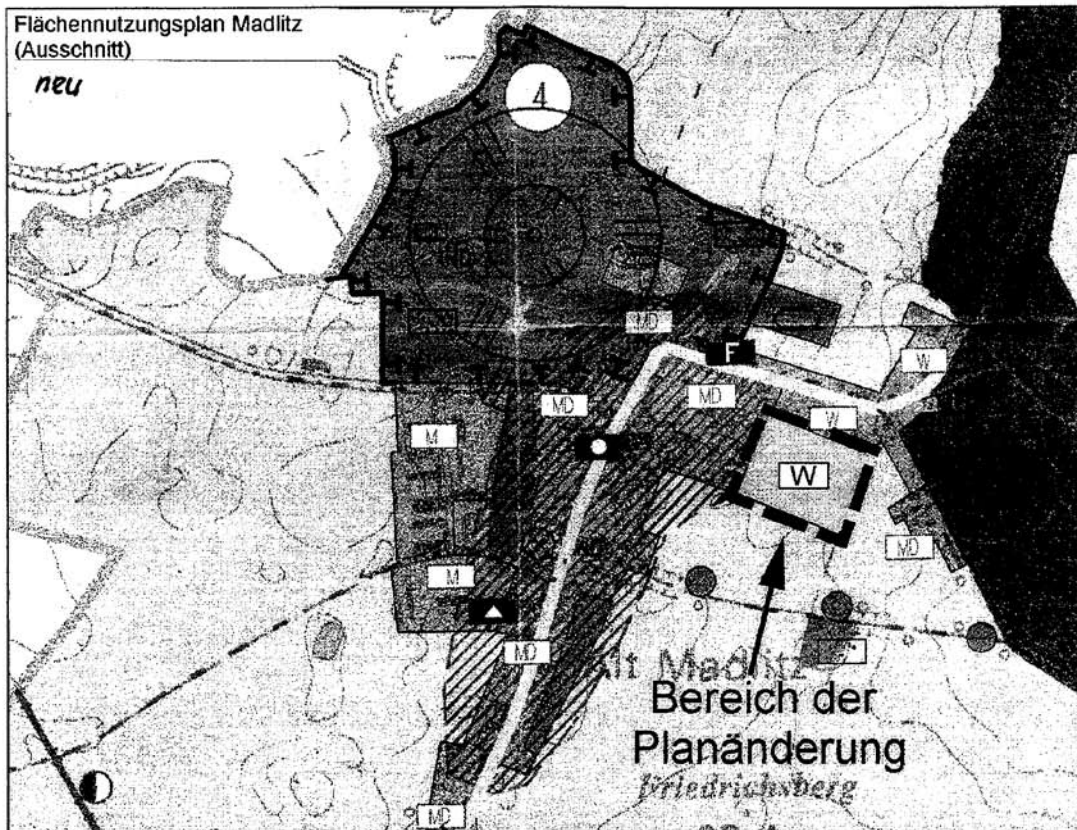 Flächennutzungsplan Madlitz
(Ausschnitt)
neu
4
MD
F
W
MD
MD
W
M
W
MD
M
MD
Alt Madlitz
Bereich der
Planänderung
Friedrichsberg
MD